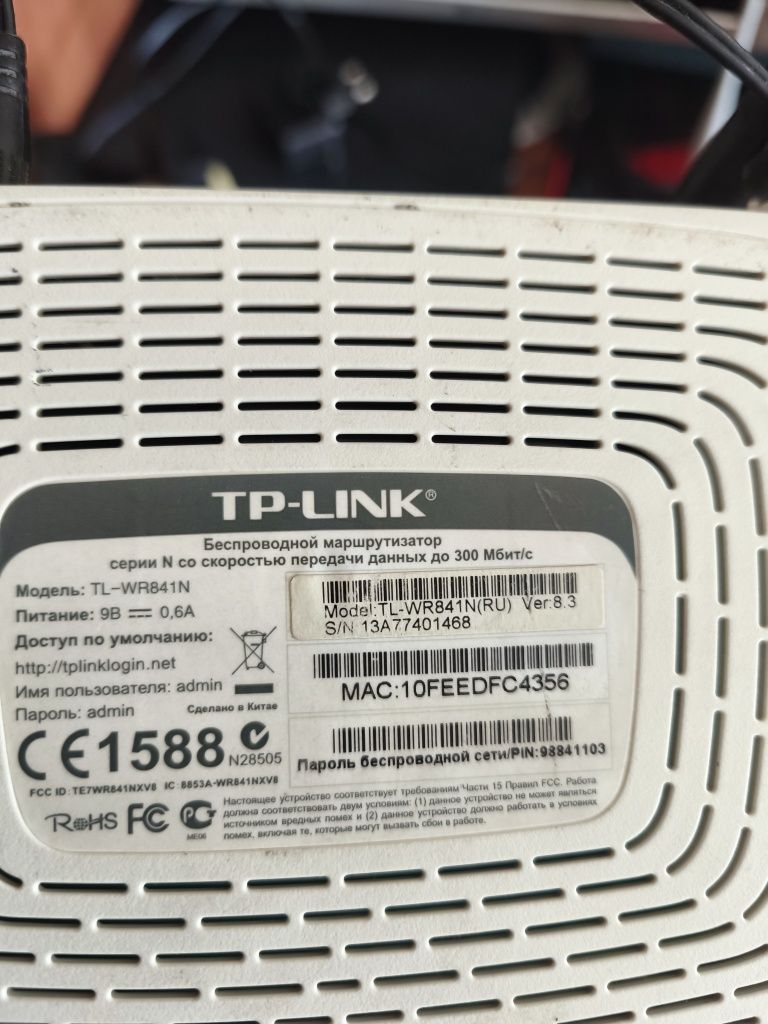 TP-LINK®
Беспроводной маршрутизатор
серии N со скоростью передачи данных до 300 Мбит/с
Модель: TL-WR841N
Питание: 9В ⎓ 0,6А
Доступ по умолчанию:
http://tplinklogin.net
Имя пользователя: admin
Пароль: admin
Сделано в Китае
Model:TL-WR841N(RU) Ver:8.3
S/N 13A77401468
MAC:10FEEDFC4356
Пароль беспроводной сети/PIN:98841103
CE1588
N28505
FCC ID: TE7WR841NXV8 IC: 8853A-WR841NXV8
RoHS FC
ME06
Настоящее устройство соответствует требованиям Части 15 Правил FCC. Работа
должна соответствовать двум условиям: (1) данное устройство не может являться
источником вредных помех и (2) данное устройство должно работать в условиях
помех, включая те, которые могут вызвать сбои в работе.